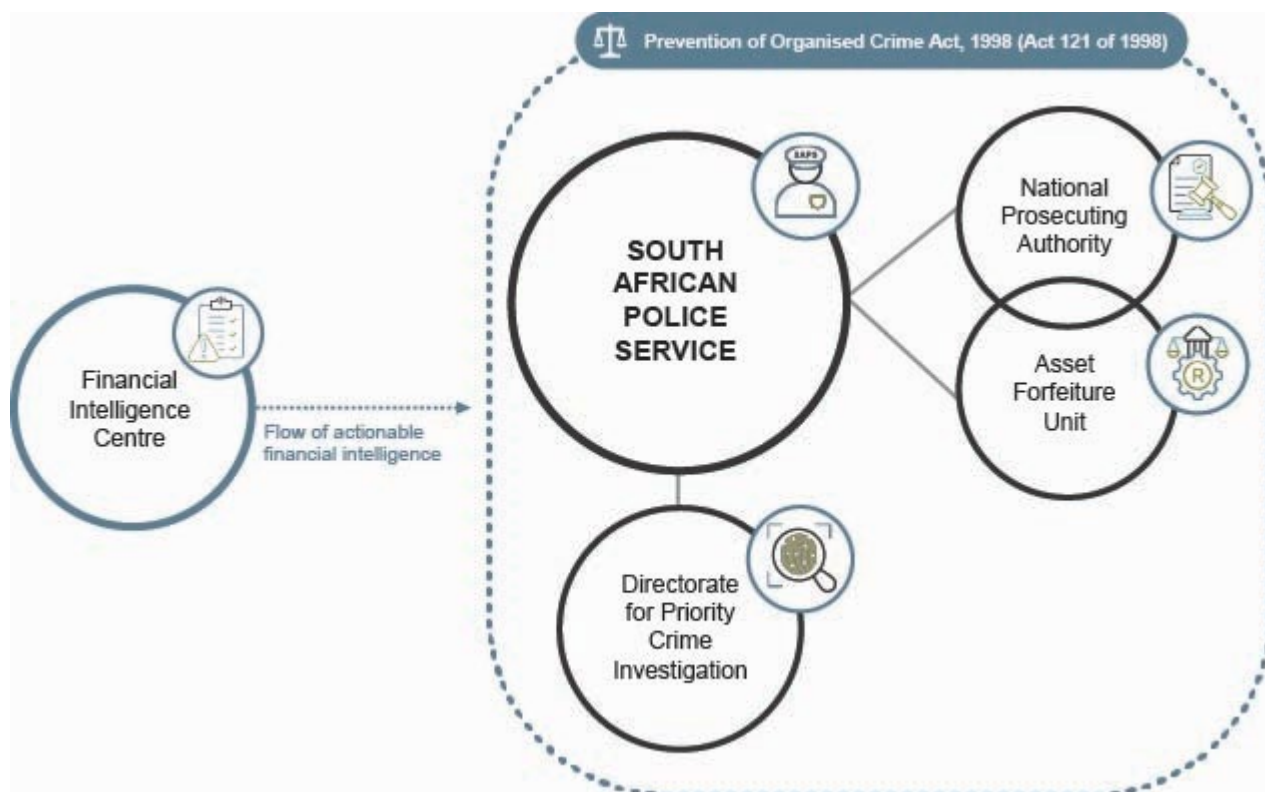 Prevention of Organised Crime Act, 1998 (Act 121 of 1998)
SAPS
SOUTH
AFRICAN
POLICE
SERVICE
National
Prosecuting
Authority
Asset
Forfeiture
Unit
R
Financial
Intelligence
Centre
Flow of actionable
financial intelligence
Directorate
for Priority
Crime
Investigation